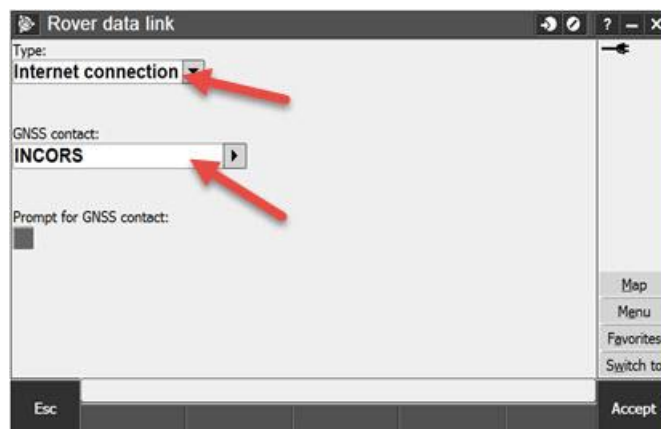 Rover data link
? – X
Type:
Internet connection
GNSS contact:
INCORS
Prompt for GNSS contact:
Map
Menu
Favorites
Switch to
Esc
Accept